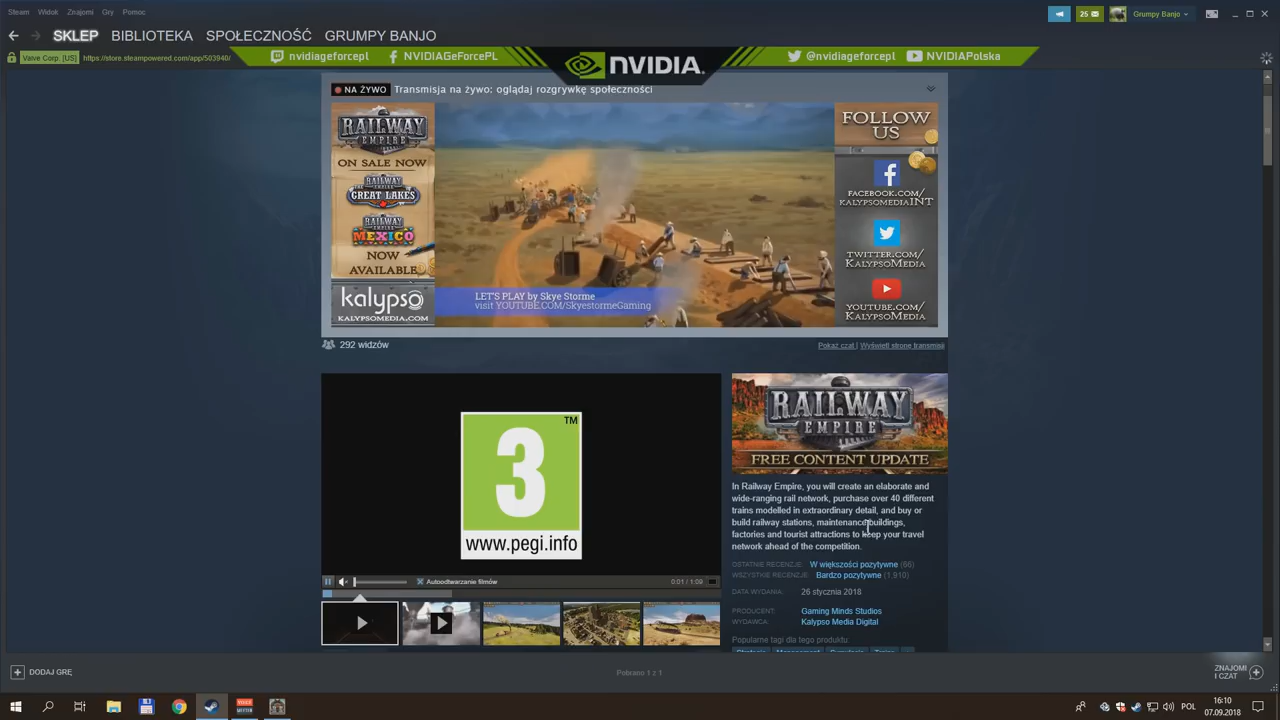 Steam Widok Znajomi Gry Pomoc
25
Grumpy Banjo
SKLEP BIBLIOTEKA SPOŁECZNOŚĆ GRUMPY BANJO
Valve Corp. [US] https://store.steampowered.com/app/503940/
nvidiageforcepl NVIDIAGeForcePL NVIDIA. @nvidiageforcepl NVIDIAPolska
NA ŻYWO Transmisja na żywo: oglądaj rozgrywkę społeczności
RAILWAY
EMPIRE
ON SALE NOW
RAILWAY
THE EMPIRE
GREAT LAKES
RAILWAY
EMPIRE
MEXICO
NOW
AVAILABLE
kalypso
KALYPSOMEDIA.COM
LET'S PLAY by Skye Storme
visit YOUTUBE.COM/SkyestormeGaming
FOLLOW
US
FACEBOOK.COM/
KALYPSOMEDIAINT
TWITTER.COM/
KALYPSOMEDIA
YOUTUBE.COM/
KALYPSOMEDIA
292 widzów
Pokaż czat | Wyświetl stronę transmisji
3
TM
www.pegi.info
Autoodtwarzanie filmów
0:01 / 1:09
RAILWAY
EMPIRE
FREE CONTENT UPDATE
In Railway Empire, you will create an elaborate and
wide-ranging rail network, purchase over 40 different
trains modelled in extraordinary detail, and buy or
build railway stations, maintenance buildings,
factories and tourist attractions to keep your travel
network ahead of the competition.
OSTATNIE RECENZJE: W większości pozytywne (66)
WSZYSTKIE RECENZJE: Bardzo pozytywne (1,910)
DATA WYDANIA: 26 stycznia 2018
PRODUCENT: Gaming Minds Studios
WYDAWCA: Kalypso Media Digital
Popularne tagi dla tego produktu:
DODAJ GRĘ
Pobrano 1 z 1
ZNAJOMI
I CZAT
POL
16:10
07.09.2018